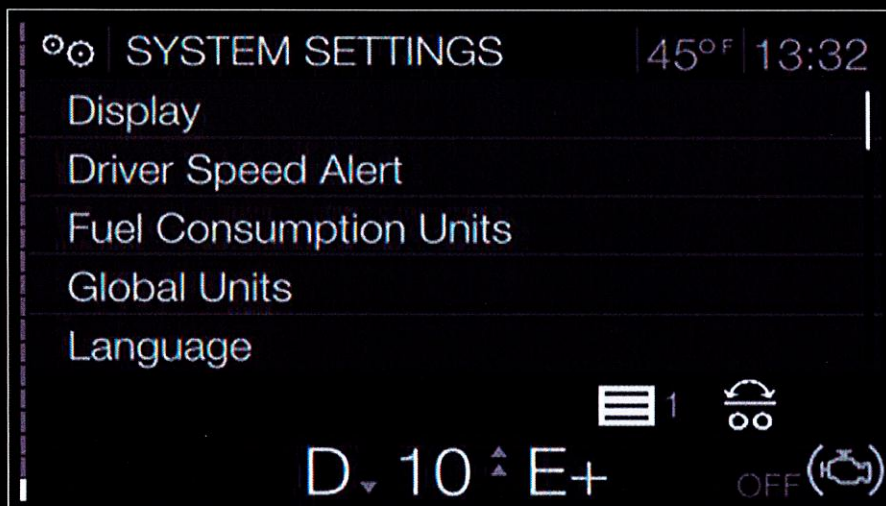 SYSTEM SETTINGS 45°F 13:32
Display
Driver Speed Alert
Fuel Consumption Units
Global Units
Language
1
D 10 E+ OFF